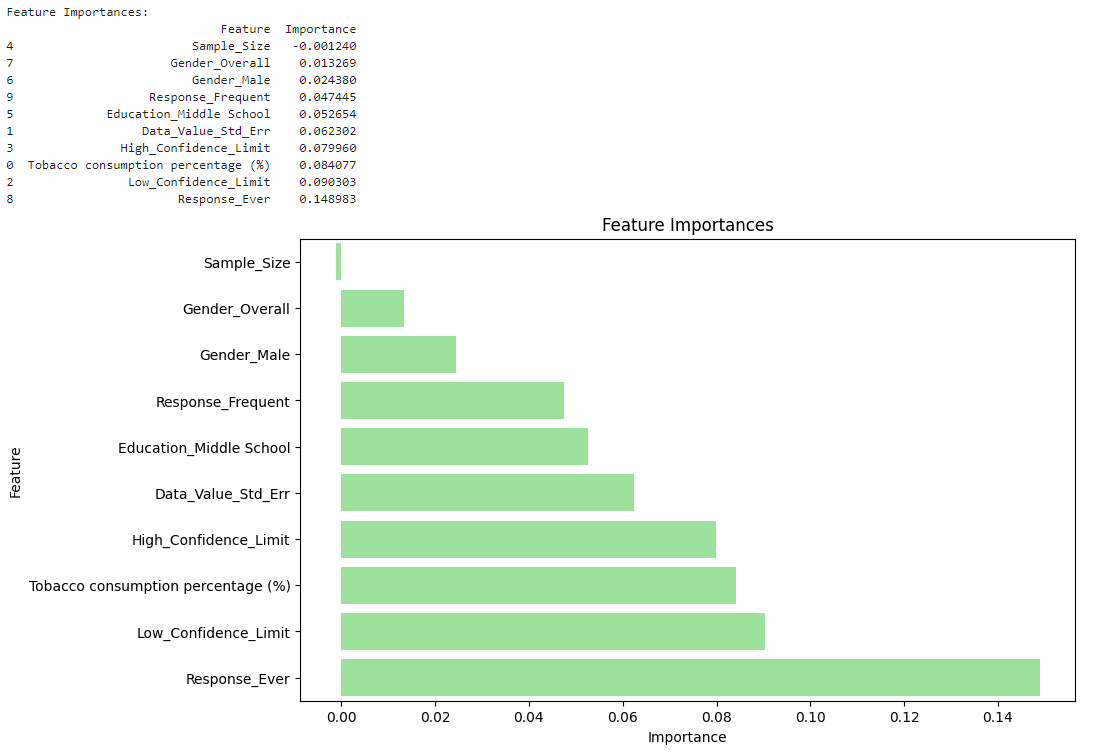 Feature Importances:
Feature Importance
4 Sample_Size -0.001240
7 Gender_Overall 0.013269
6 Gender_Male 0.024380
9 Response_Frequent 0.047445
5 Education_Middle School 0.052654
1 Data_Value_Std_Err 0.062302
3 High_Confidence_Limit 0.079960
0 Tobacco consumption percentage (%) 0.084077
2 Low_Confidence_Limit 0.090303
8 Response_Ever 0.148983
Feature Importances
Sample_Size
Gender_Overall
Gender_Male
Response_Frequent
Education_Middle School
Data_Value_Std_Err
High_Confidence_Limit
Tobacco consumption percentage (%)
Low_Confidence_Limit
Response_Ever
Feature
0.00 0.02 0.04 0.06 0.08 0.10 0.12 0.14
Importance